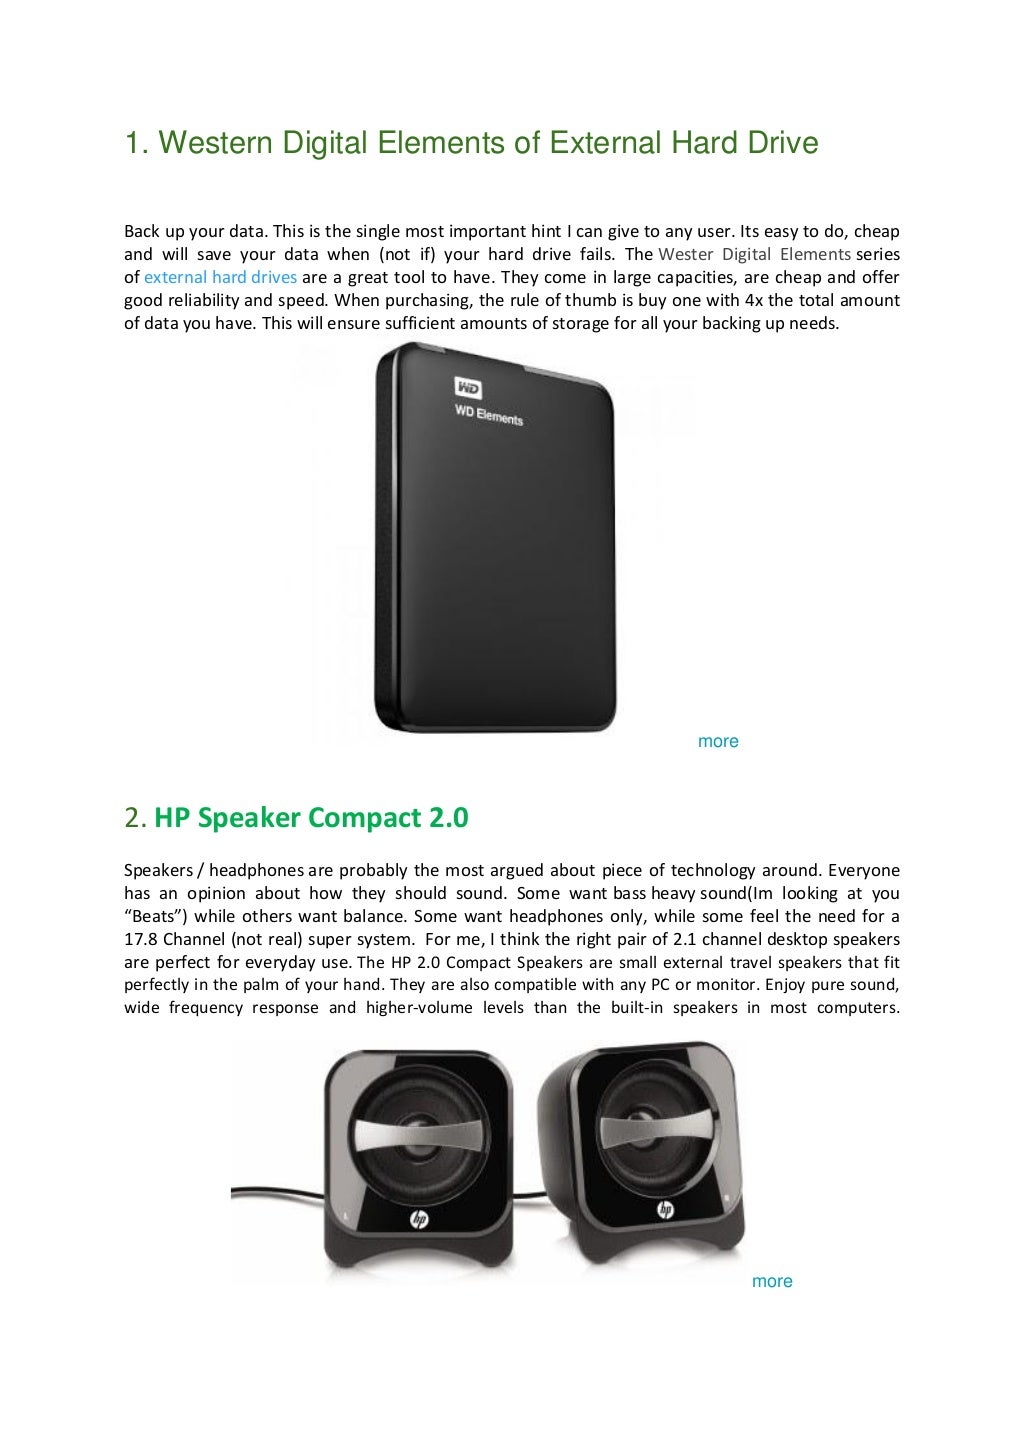 1. Western Digital Elements of External Hard Drive
Back up your data. This is the single most important hint I can give to any user. Its easy to do, cheap
and will save your data when (not if) your hard drive fails. The Wester Digital Elements series
of external hard drives are a great tool to have. They come in large capacities, are cheap and offer
good reliability and speed. When purchasing, the rule of thumb is buy one with 4x the total amount
of data you have. This will ensure sufficient amounts of storage for all your backing up needs.
WD
WD Elements
more
2. HP Speaker Compact 2.0
Speakers / headphones are probably the most argued about piece of technology around. Everyone
has an opinion about how they should sound. Some want bass heavy sound(Im looking at you
“Beats”) while others want balance. Some want headphones only, while some feel the need for a
17.8 Channel (not real) super system. For me, I think the right pair of 2.1 channel desktop speakers
are perfect for everyday use. The HP 2.0 Compact Speakers are small external travel speakers that fit
perfectly in the palm of your hand. They are also compatible with any PC or monitor. Enjoy pure sound,
wide frequency response and higher-volume levels than the built-in speakers in most computers.
L hp hp R
more